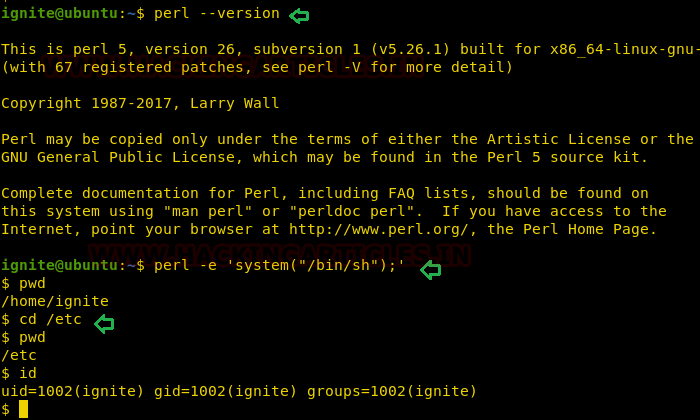 ignite@ubuntu:~$ perl --version
This is perl 5, version 26, subversion 1 (v5.26.1) built for x86_64-linux-gnu-
(with 67 registered patches, see perl -V for more detail)
Copyright 1987-2017, Larry Wall
Perl may be copied only under the terms of either the Artistic License or the
GNU General Public License, which may be found in the Perl 5 source kit.
Complete documentation for Perl, including FAQ lists, should be found on
this system using "man perl" or "perldoc perl".  If you have access to the
Internet, point your browser at http://www.perl.org/, the Perl Home Page.
WWW.HACKINGARTICLES.IN
ignite@ubuntu:~$ perl -e 'system("/bin/sh");'
$ pwd
/home/ignite
$ cd /etc
$ pwd
/etc
$ id
uid=1002(ignite) gid=1002(ignite) groups=1002(ignite)
$